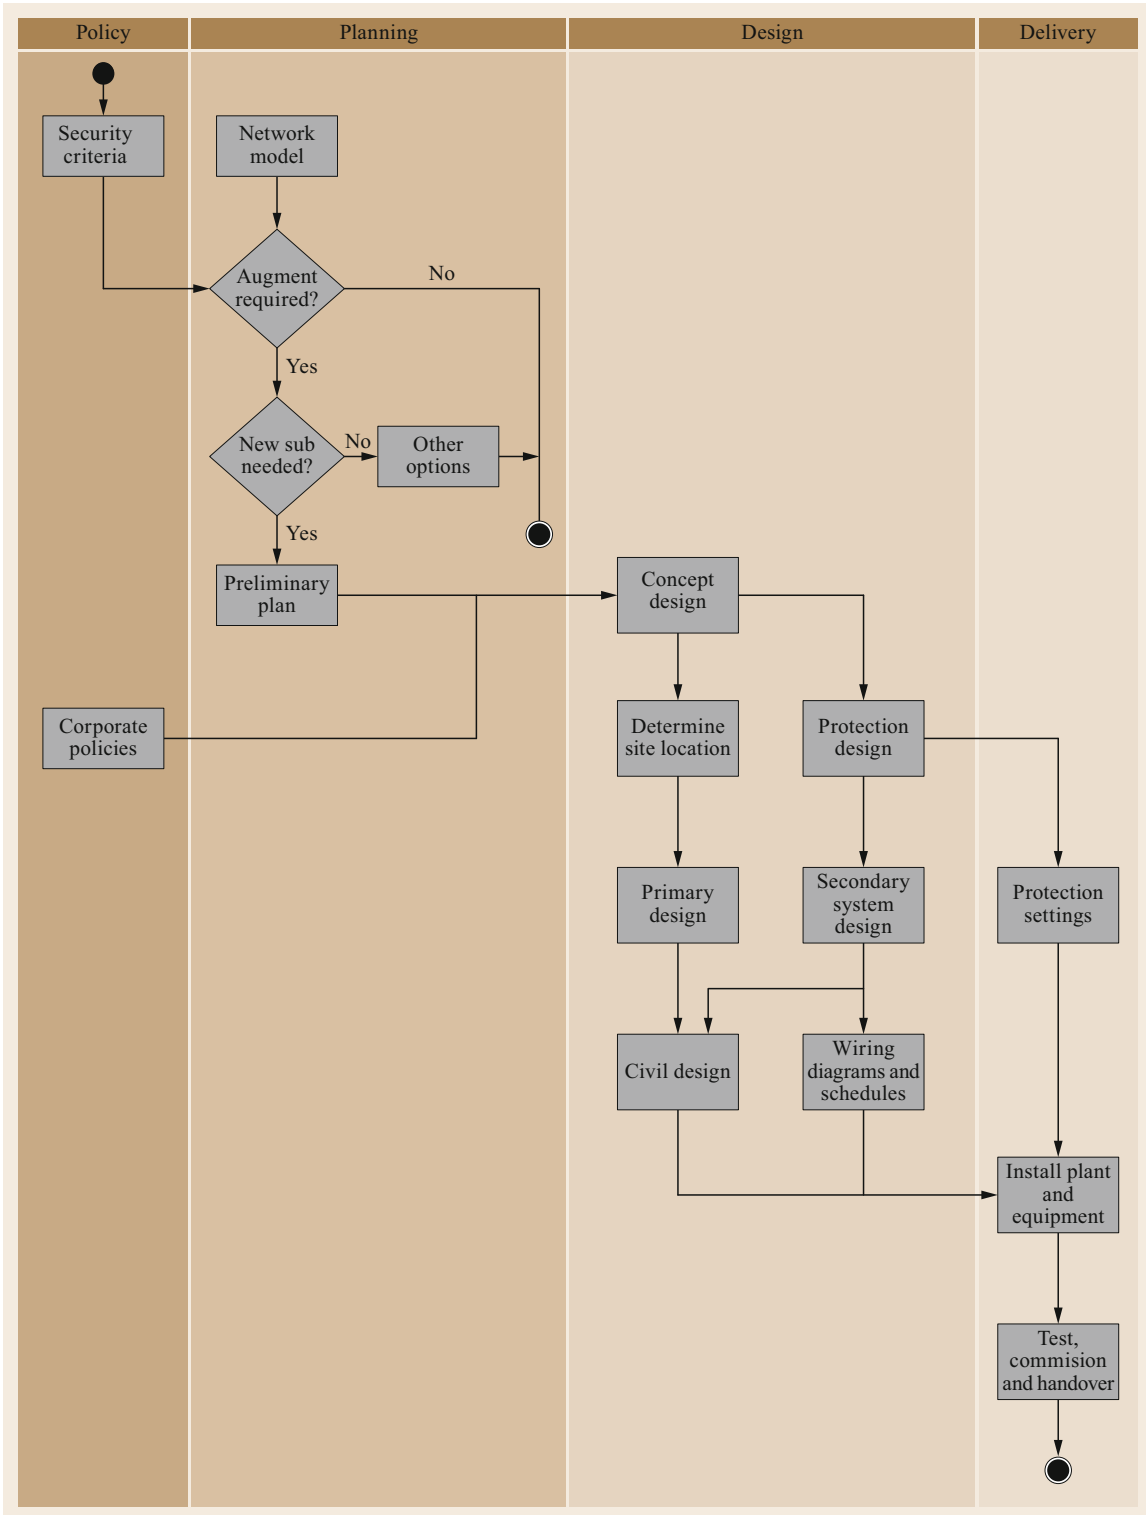 Policy
Planning
Design
Delivery
Security
criteria
Network
model
Augment
required?
No
Yes
New sub
needed?
No
Other
options
Yes
Preliminary
plan
Concept
design
Corporate
policies
Determine
site location
Protection
design
Primary
design
Secondary
system
design
Protection
settings
Civil design
Wiring
diagrams and
schedules
Install plant
and
equipment
Test,
commision
and handover